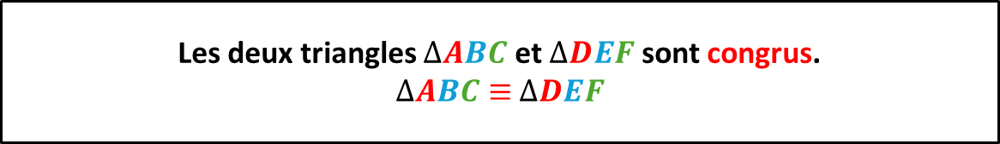 Les deux triangles ΔABC et ΔDEF sont congrus.
ΔABC ≡ ΔDEF